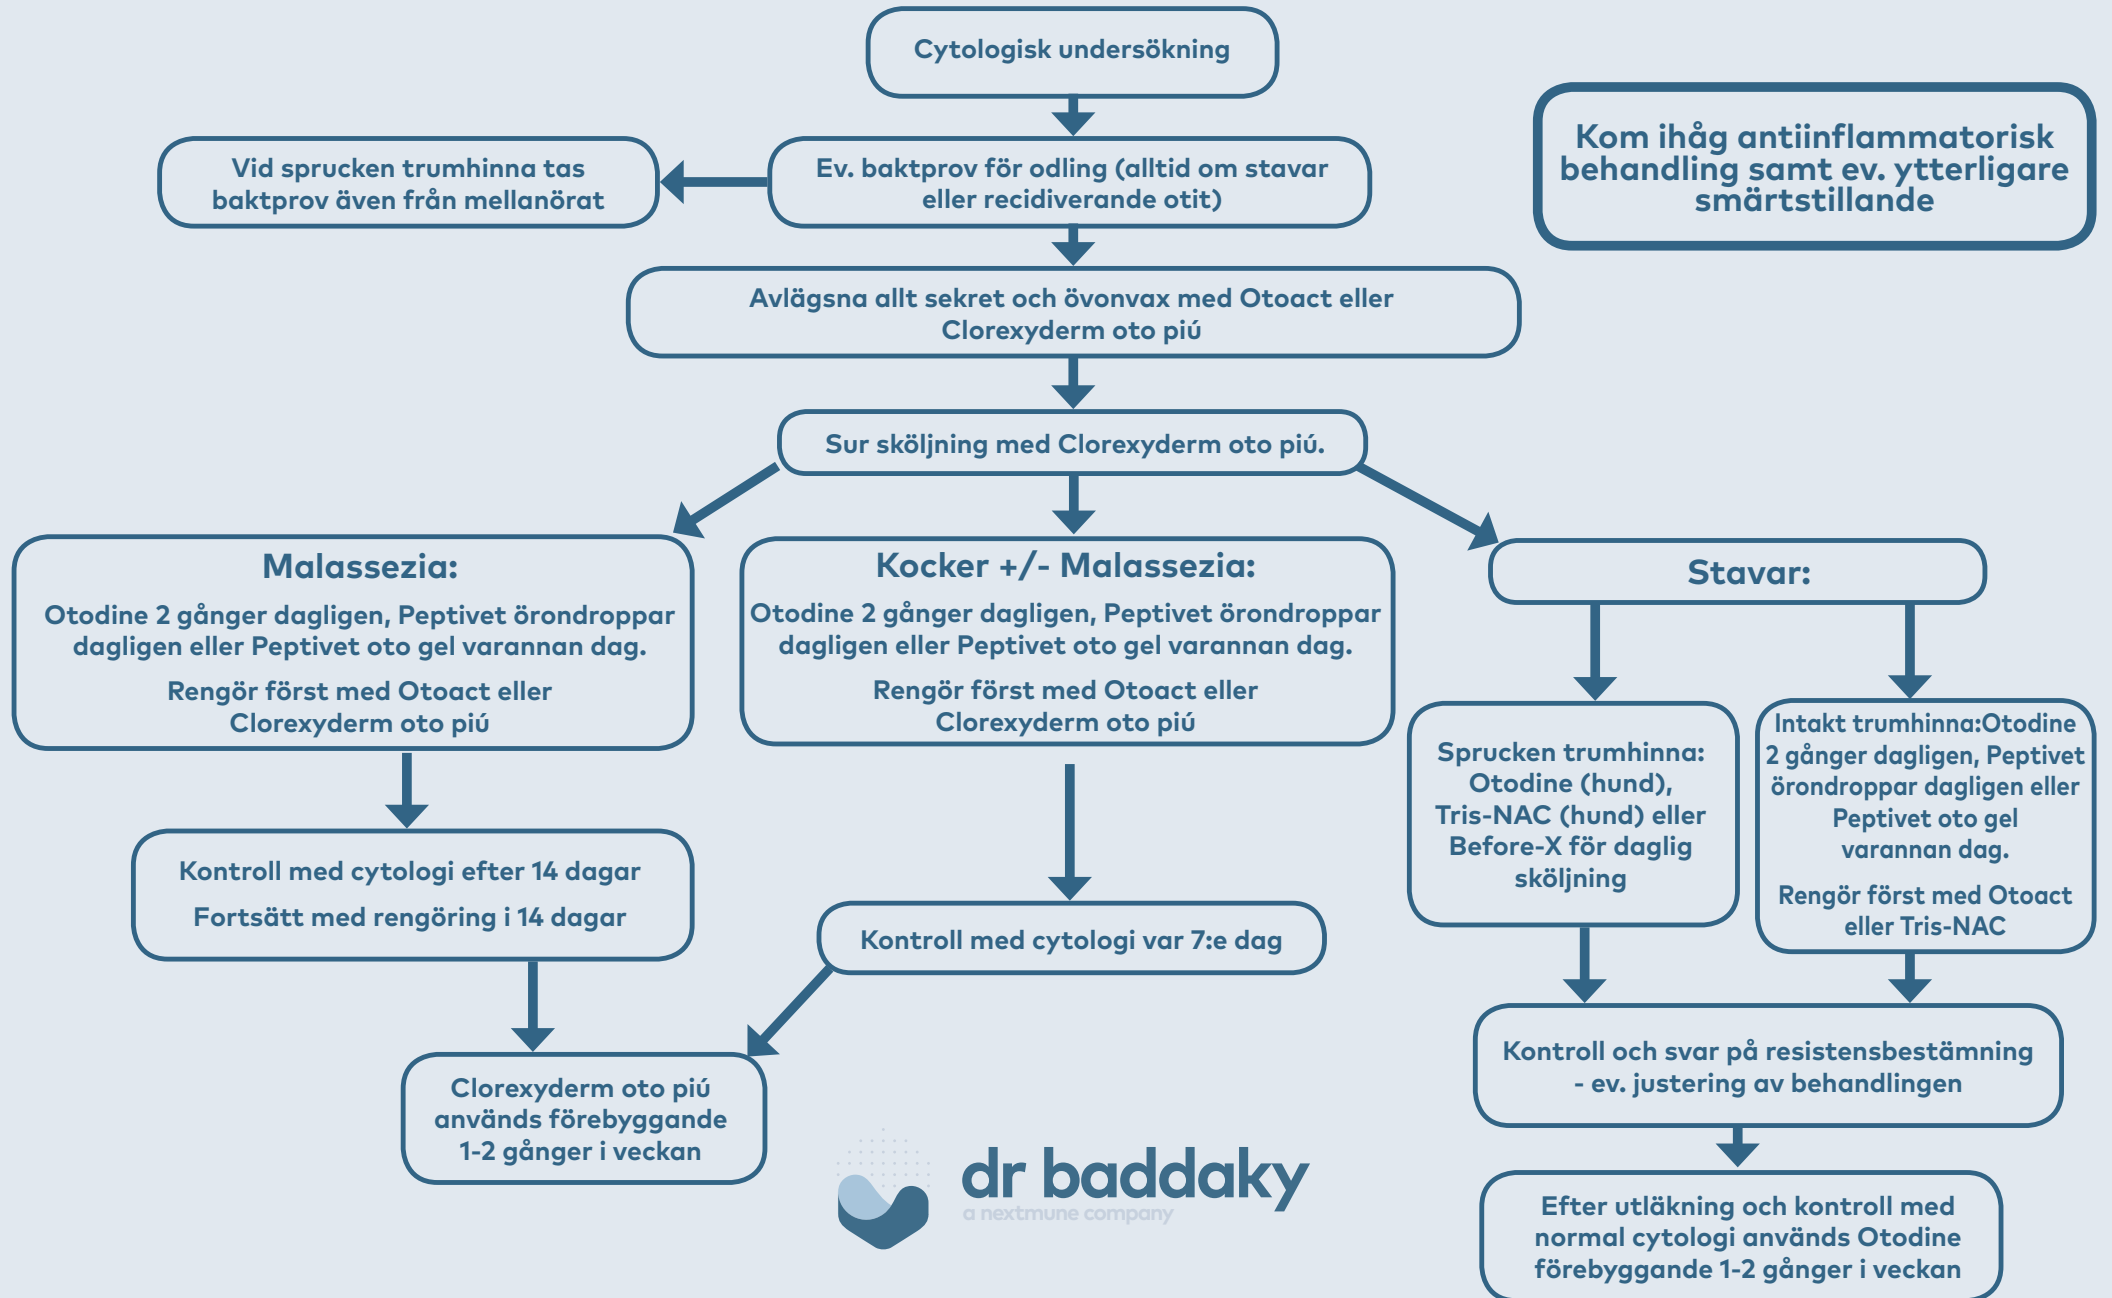 Cytologisk undersökning
Kom ihåg antiinflammatorisk
behandling samt ev. ytterligare
smärtstillande
Vid sprucken trumhinna tas
baktprov även från mellanörat
Ev. baktprov för odling (alltid om stavar
eller recidiverande otit)
Avlägsna allt sekret och övonvax med Otoact eller
Clorexyderm oto piú
Sur sköljning med Clorexyderm oto piú.
Malassezia:
Otodine 2 gånger dagligen, Peptivet örondroppar
dagligen eller Peptivet oto gel varannan dag.
Rengör först med Otoact eller
Clorexyderm oto piú
Kocker +/- Malassezia:
Otodine 2 gånger dagligen, Peptivet örondroppar
dagligen eller Peptivet oto gel varannan dag.
Rengör först med Otoact eller
Clorexyderm oto piú
Stavar:
Sprucken trumhinna:
Otodine (hund),
Tris-NAC (hund) eller
Before-X för daglig
sköljning
Intakt trumhinna:Otodine
2 gånger dagligen, Peptivet
örondroppar dagligen eller
Peptivet oto gel
varannan dag.
Rengör först med Otoact
eller Tris-NAC
Kontroll med cytologi efter 14 dagar
Fortsätt med rengöring i 14 dagar
Kontroll med cytologi var 7:e dag
Clorexyderm oto piú
används förebyggande
1-2 gånger i veckan
Kontroll och svar på resistensbestämning
- ev. justering av behandlingen
Efter utläkning och kontroll med
normal cytologi används Otodine
förebyggande 1-2 gånger i veckan
dr baddaky
a nextmune company